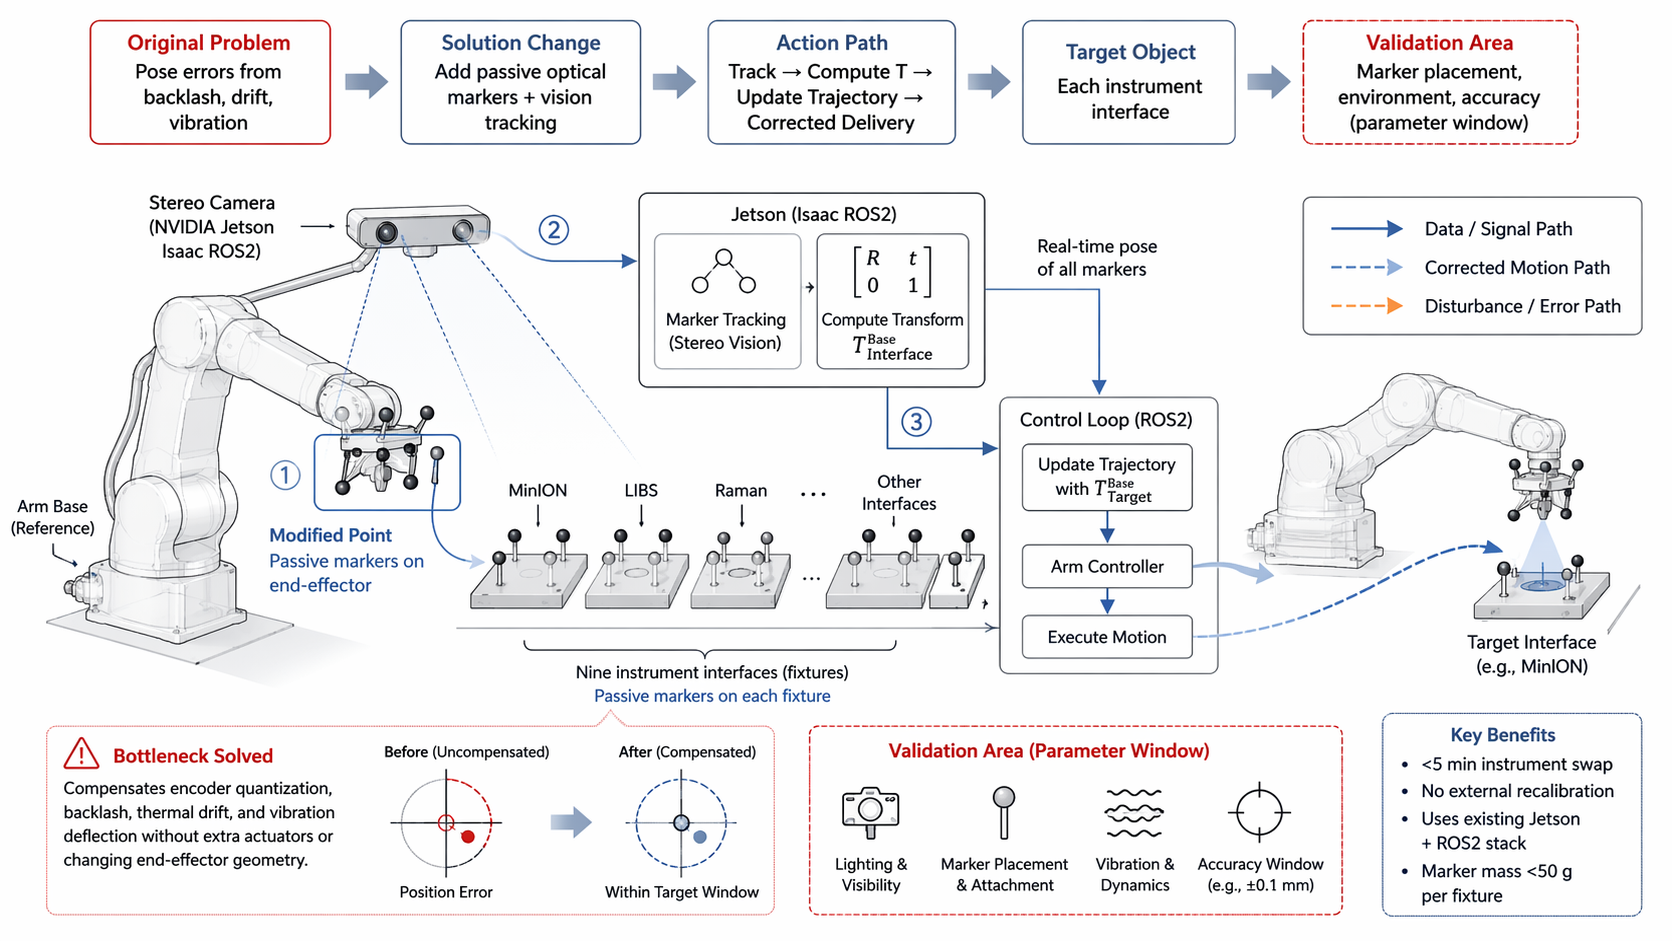 Original Problem
Pose errors from
backlash, drift,
vibration
Solution Change
Add passive optical
markers + vision
tracking
Action Path
Track → Compute T →
Update Trajectory →
Corrected Delivery
Target Object
Each instrument
interface
Validation Area
Marker placement,
environment, accuracy
(parameter window)
Stereo Camera
(NVIDIA Jetson
Isaac ROS2)
②
Jetson (Isaac ROS2)
Marker Tracking
(Stereo Vision)
[R t
0 1]
Compute Transform
T Base Interface
Real-time pose
of all markers
Data / Signal Path
Corrected Motion Path
Disturbance / Error Path
③
①
Modified Point
Passive markers on
end-effector
Arm Base
(Reference)
MinION
LIBS
Raman
...
Other
Interfaces
...
Nine instrument interfaces (fixtures)
Passive markers on each fixture
Control Loop (ROS2)
Update Trajectory
with T Base Target
Arm Controller
Execute Motion
Target Interface
(e.g., MinION)
Bottleneck Solved
Compensates encoder quantization,
backlash, thermal drift, and vibration
deflection without extra actuators or
changing end-effector geometry.
Before (Uncompensated)
Position Error
After (Compensated)
Within Target Window
Validation Area (Parameter Window)
Lighting &
Visibility
Marker Placement
& Attachment
Vibration &
Dynamics
Accuracy Window
(e.g., ±0.1 mm)
Key Benefits
• <5 min instrument swap
• No external recalibration
• Uses existing Jetson
+ ROS2 stack
• Marker mass <50 g
per fixture